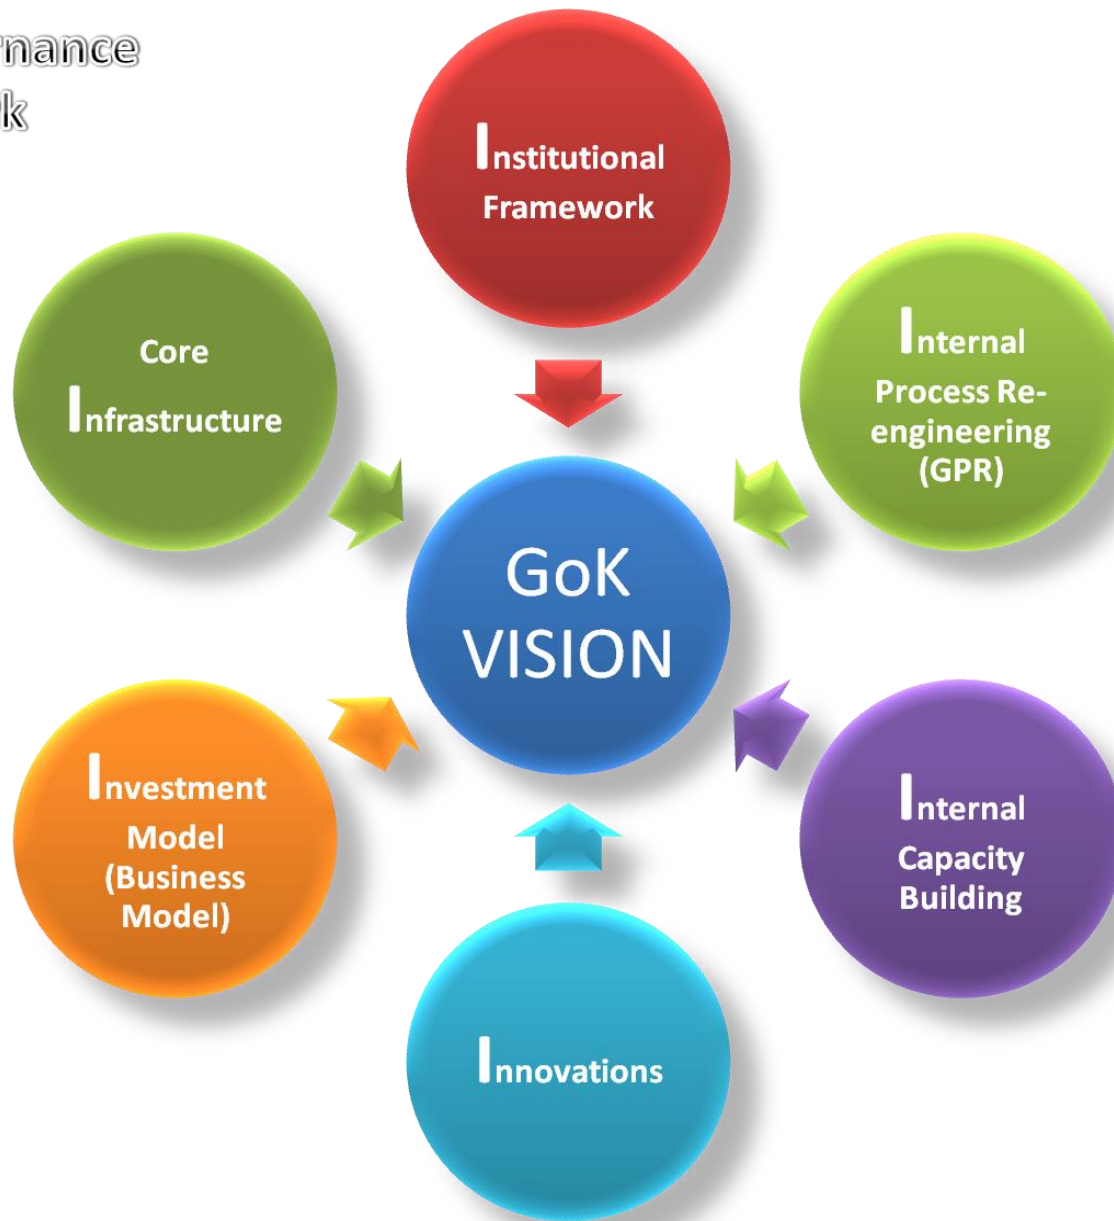 rnance
k
Institutional
Framework
Internal
Process Re-
engineering
(GPR)
Internal
Capacity
Building
Innovations
Investment
Model
(Business
Model)
Core
Infrastructure
GoK
VISION